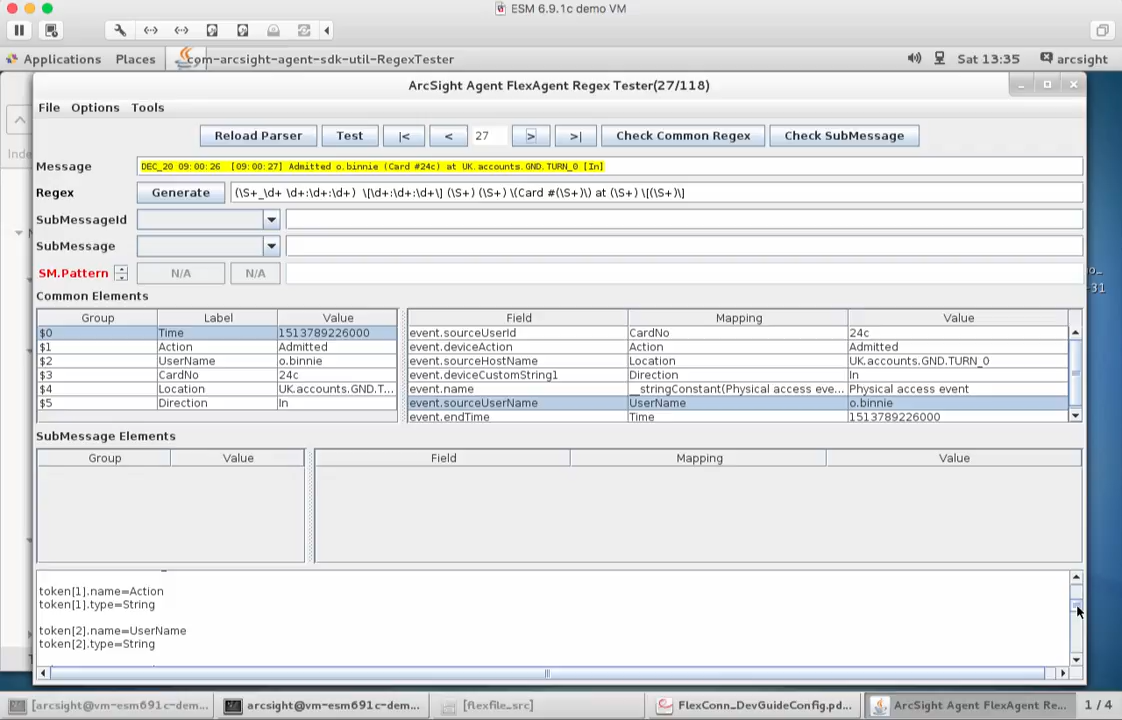 ESM 6.9.1c demo VM
Applications Places com-arcsight-agent-sdk-util-RegexTester Sat 13:35 arcsight
ArcSight Agent FlexAgent Regex Tester(27/118)
File Options Tools
Reload Parser Test |< < 27 > >| Check Common Regex Check SubMessage
Message DEC_20 09:00:26 [09:00:27] Admitted o.binnie (Card #24c) at UK.accounts.GND.TURN_0 [In]
Regex Generate (\S+_\d+ \d+:\d+:\d+) \[\d+:\d+:\d+\] (\S+) (\S+) \(Card #(\S+)\) at (\S+) \[(\S+)\]
SubMessageId
SubMessage
SM.Pattern N/A N/A
Common Elements
Group Label Value Field Mapping Value
$0 Time 1513789226000 event.sourceUserId CardNo 24c
$1 Action Admitted event.deviceAction Action Admitted
$2 UserName o.binnie event.sourceHostName Location UK.accounts.GND.TURN_0
$3 CardNo 24c event.deviceCustomString1 Direction In
$4 Location UK.accounts.GND.T... event.name __stringConstant(Physical access eve... Physical access event
$5 Direction In event.sourceUserName UserName o.binnie
event.endTime Time 1513789226000
SubMessage Elements
Group Value Field Mapping Value
token[1].name=Action
token[1].type=String
token[2].name=UserName
token[2].type=String
[arcsight@vm-esm691c-dem... arcsight@vm-esm691c-demo... [flexfile_src] FlexConn_DevGuideConfig.pd... ArcSight Agent FlexAgent Re... 1 / 4